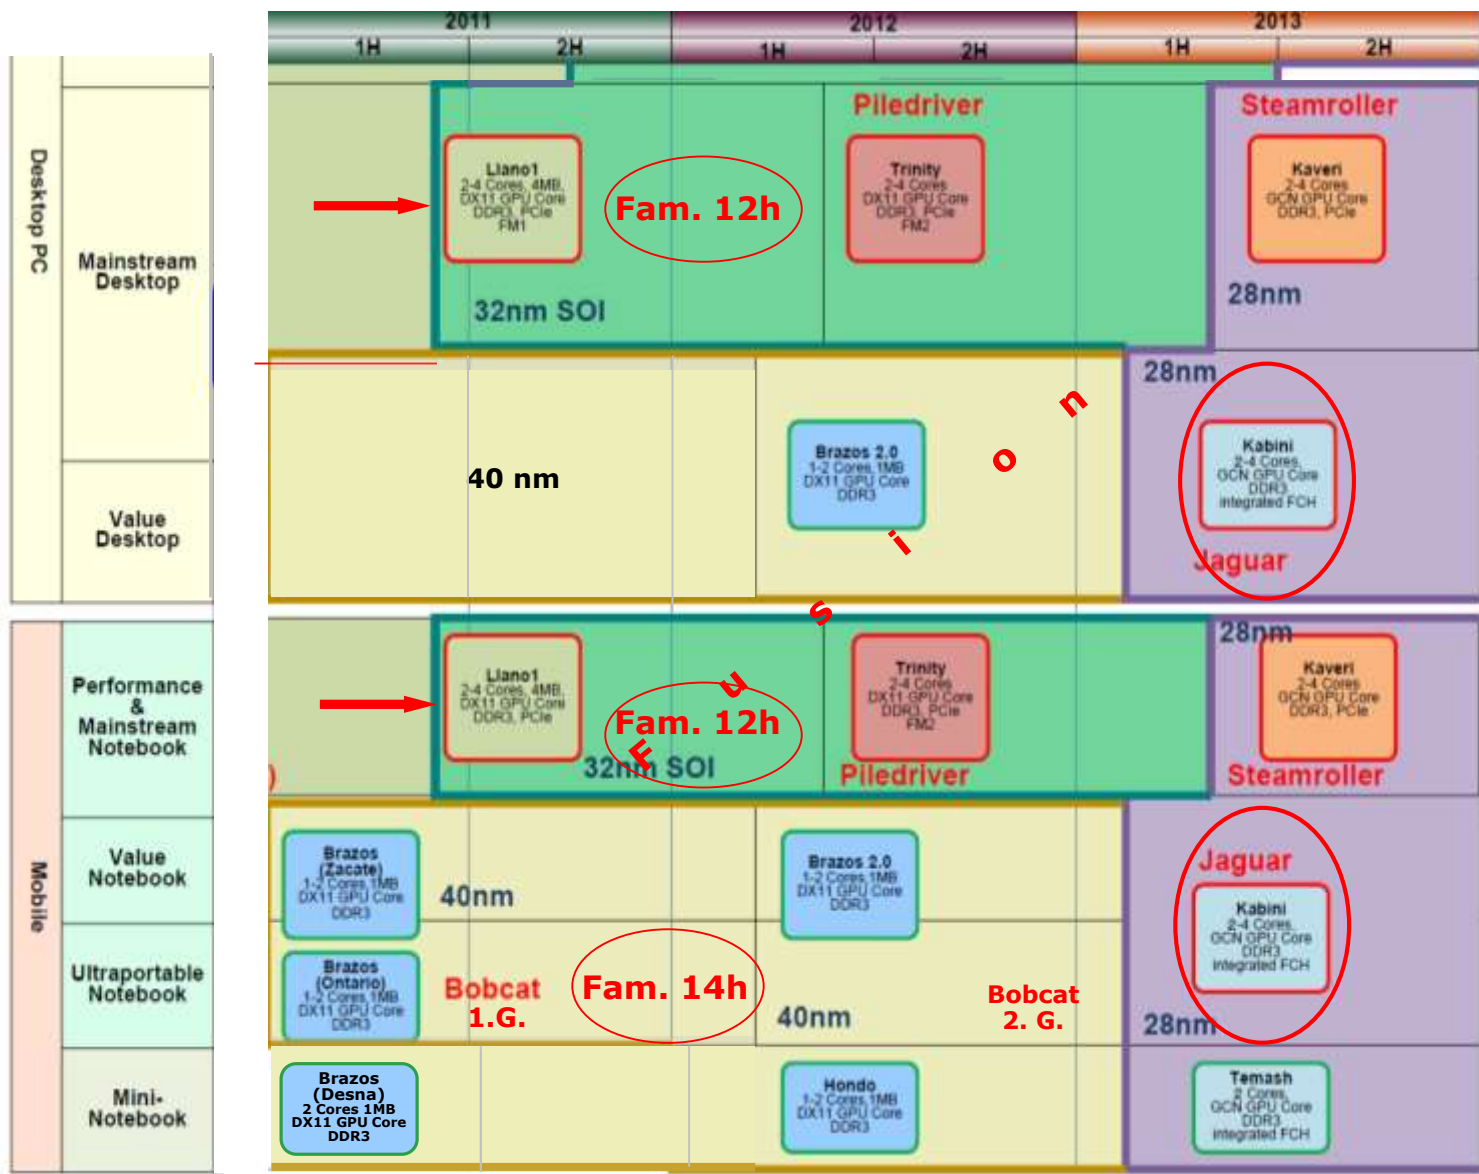 2011
2012
2013
1H
2H
1H
2H
1H
2H
Desktop PC
Mainstream
Desktop
Piledriver
Steamroller
Llano1
2-4 Cores, 4MB,
DX11 GPU Core
DDR3, PCIe
FM1
Fam. 12h
Trinity
2-4 Cores
DX11 GPU Core
DDR3, PCIe
FM2
Kaveri
2-4 Cores
GCN GPU Core
DDR3, PCIe
32nm SOI
28nm
Value
Desktop
40 nm
Brazos 2.0
1-2 Cores, 1MB
DX11 GPU Core
DDR3
28nm
Kabini
2-4 Cores,
GCN GPU Core
DDR3
integrated FCH
Jaguar
Fusion
Mobile
Performance
&
Mainstream
Notebook
)
Llano1
2-4 Cores, 4MB,
DX11 GPU Core
DDR3, PCIe
Fam. 12h
32nm SOI
Trinity
2-4 Cores
DX11 GPU Core
DDR3, PCIe
FM2
Piledriver
28nm
Kaveri
2-4 Cores
GCN GPU Core
DDR3, PCIe
Steamroller
Value
Notebook
Brazos
(Zacate)
1-2 Cores, 1MB
DX11 GPU Core
DDR3
40nm
Brazos 2.0
1-2 Cores, 1MB
DX11 GPU Core
DDR3
Jaguar
Kabini
2-4 Cores,
GCN GPU Core
DDR3
integrated FCH
Ultraportable
Notebook
Brazos
(Ontario)
1-2 Cores, 1MB
DX11 GPU Core
DDR3
Bobcat
1.G.
Fam. 14h
40nm
Bobcat
2. G.
28nm
Mini-
Notebook
Brazos
(Desna)
2 Cores 1MB
DX11 GPU Core
DDR3
Hondo
1-2 Cores, 1MB
DX11 GPU Core
DDR3
Temash
2 Cores,
GCN GPU Core
DDR3
integrated FCH